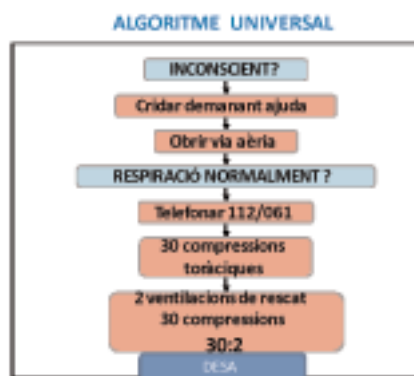 ALGORITME UNIVERSAL
INCONSCIENT?
Cridar demanant ajuda
Obrir via aèria
RESPIRACIÓ NORMALMENT ?
Telefonar 112/061
30 compressions
toràciques
2 ventilacions de rescat
30 compressions
30:2
DESA